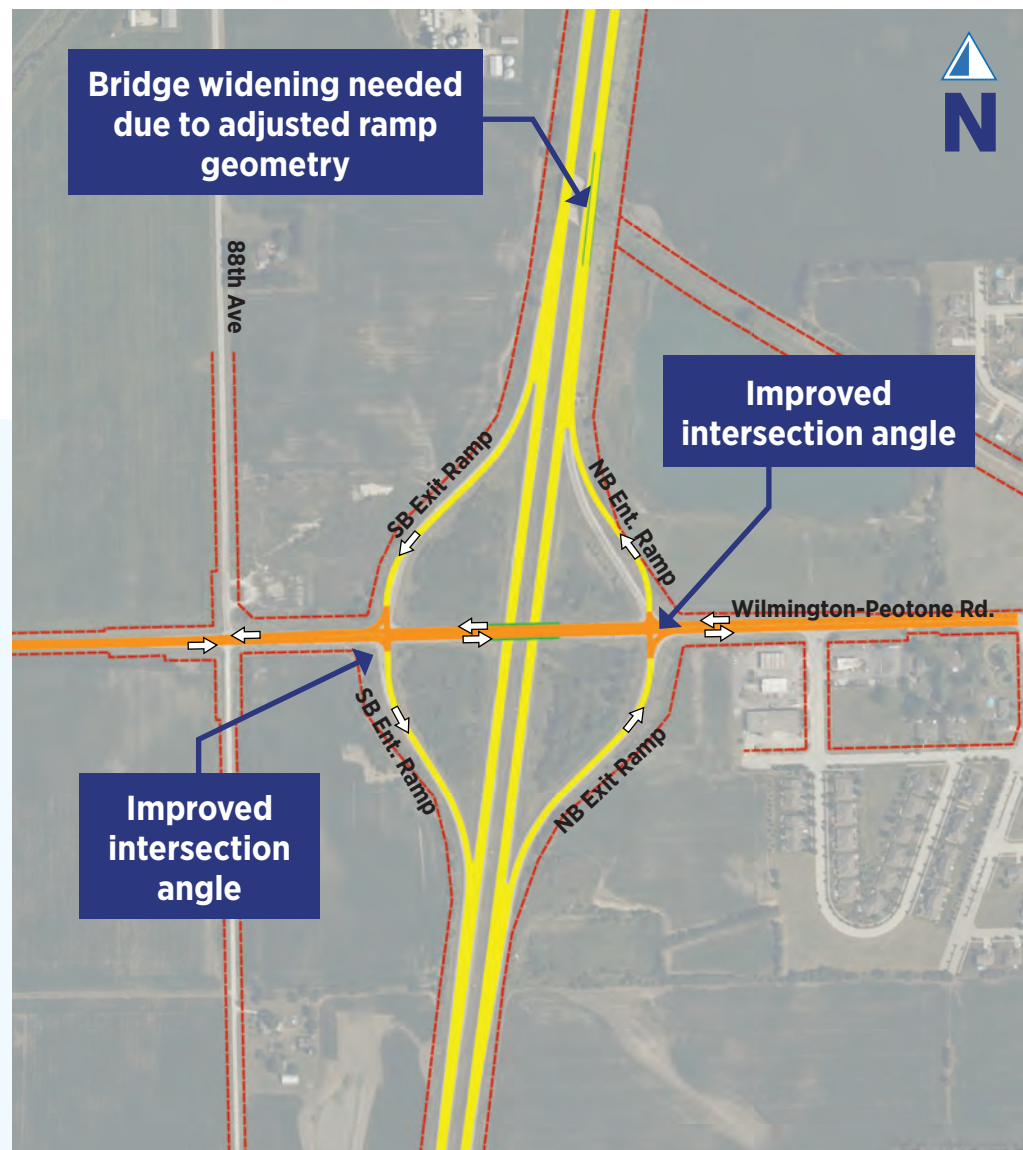 Bridge widening needed
due to adjusted ramp
geometry
N
88th Ave
Improved
intersection angle
SB Exit Ramp
NB Ent. Ramp
Wilmington-Peotone Rd.
SB Ent. Ramp
NB Exit Ramp
Improved
intersection
angle